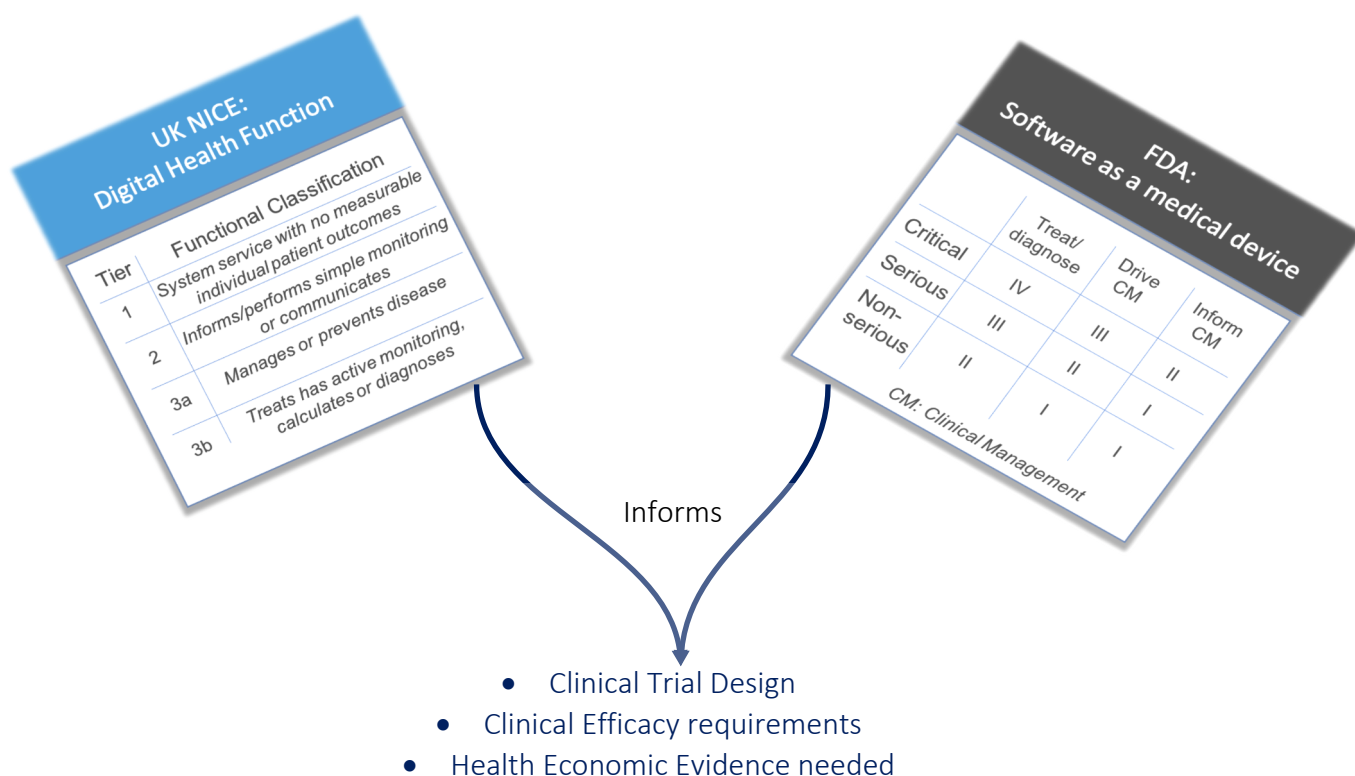 UK NICE:
Digital Health Function
Tier Functional Classification
1 System service with no measurable
individual patient outcomes
2 Informs/performs simple monitoring
or communicates
3a Manages or prevents disease
3b Treats has active monitoring,
calculates or diagnoses
FDA:
Software as a medical device
Treat/
diagnose
Drive
CM
Inform
CM
Critical IV III II
Serious III II I
Non-
serious II I I
CM: Clinical Management
Informs
• Clinical Trial Design
• Clinical Efficacy requirements
• Health Economic Evidence needed